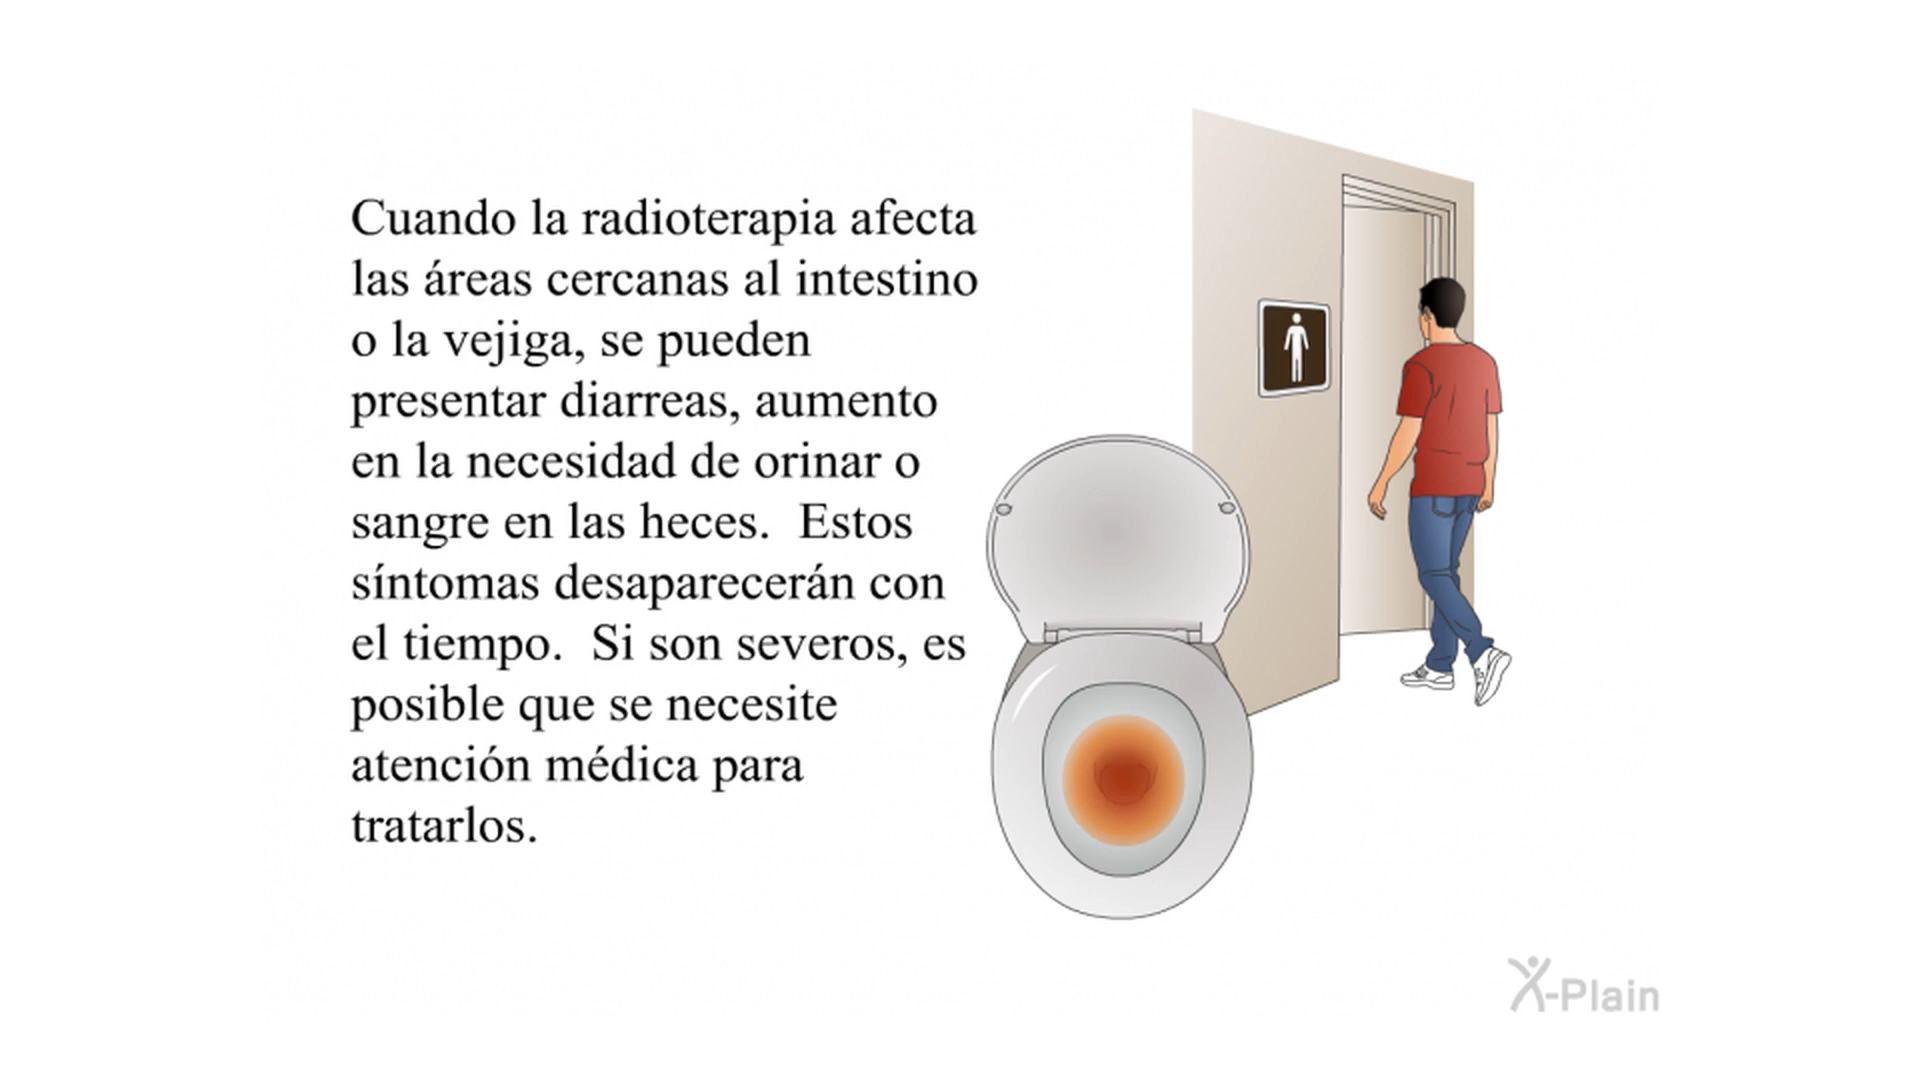 Cuando la radioterapia afecta
las áreas cercanas al intestino
o la vejiga, se pueden
presentar diarreas, aumento
en la necesidad de orinar o
sangre en las heces.  Estos
síntomas desaparecerán con
el tiempo.  Si son severos, es
posible que se necesite
atención médica para
tratarlos.
X-Plain